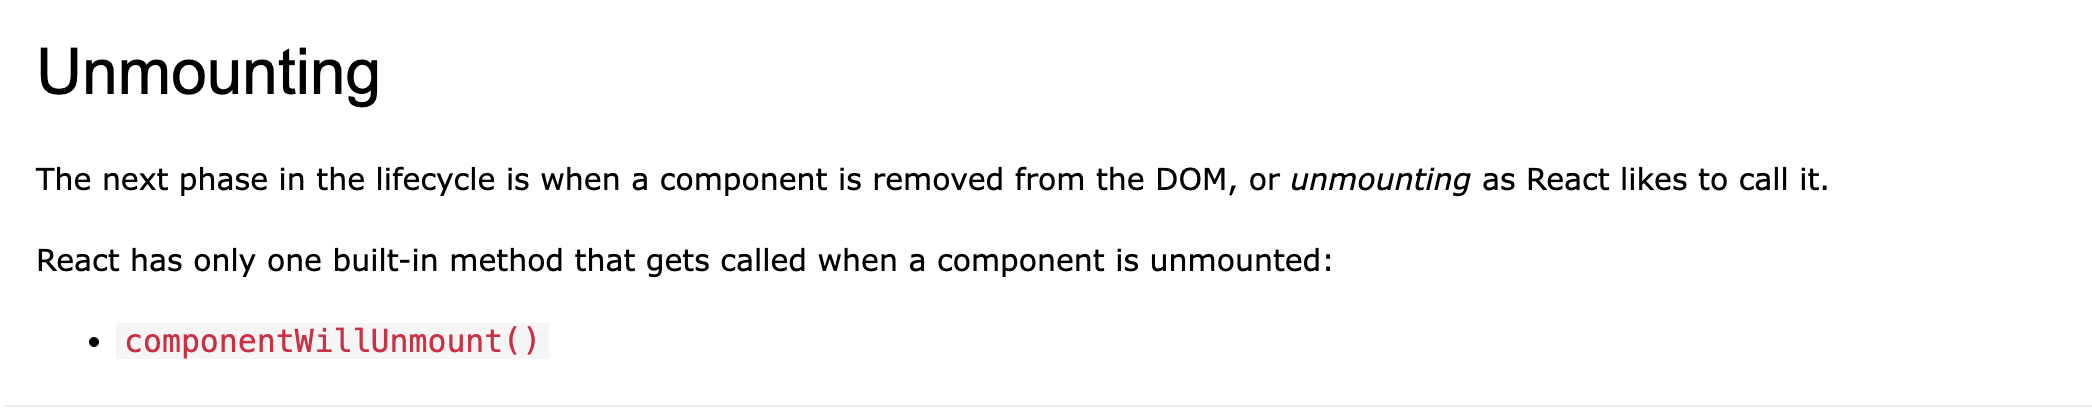 Unmounting
The next phase in the lifecycle is when a component is removed from the DOM, or unmounting as React likes to call it.
React has only one built-in method that gets called when a component is unmounted:
• componentWillUnmount()